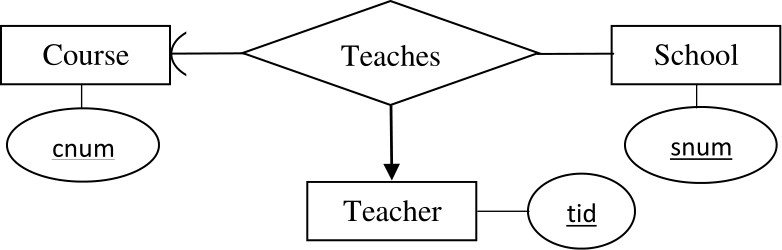 Course
Teaches
School
cnum
snum
Teacher
tid